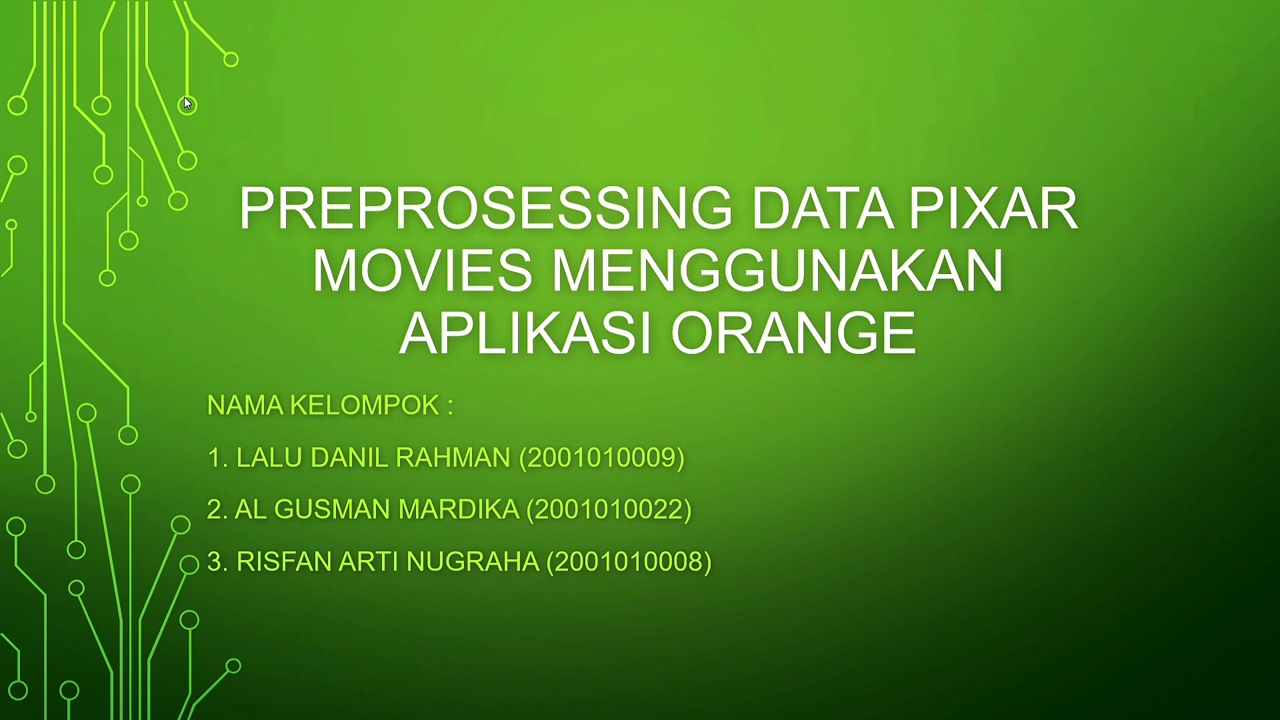 PREPROSESSING DATA PIXAR
MOVIES MENGGUNAKAN
APLIKASI ORANGE
NAMA KELOMPOK :
1. LALU DANIL RAHMAN (2001010009)
2. AL GUSMAN MARDIKA (2001010022)
3. RISFAN ARTI NUGRAHA (2001010008)